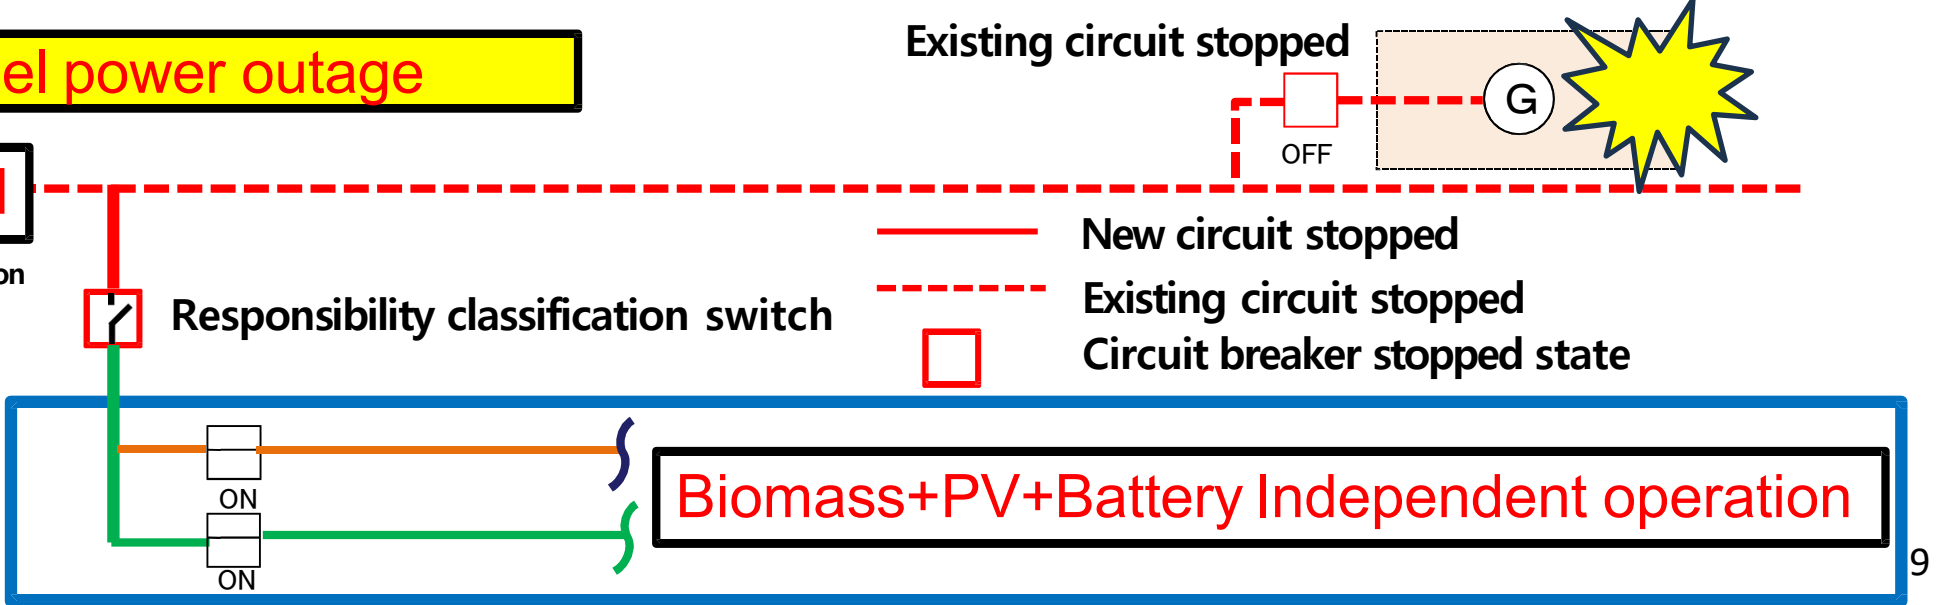 Existing circuit stopped
el power outage
G
OFF
New circuit stopped
on
Existing circuit stopped
Responsibility classification switch
Circuit breaker stopped state
ON
Biomass+PV+Battery Independent operation
ON
9